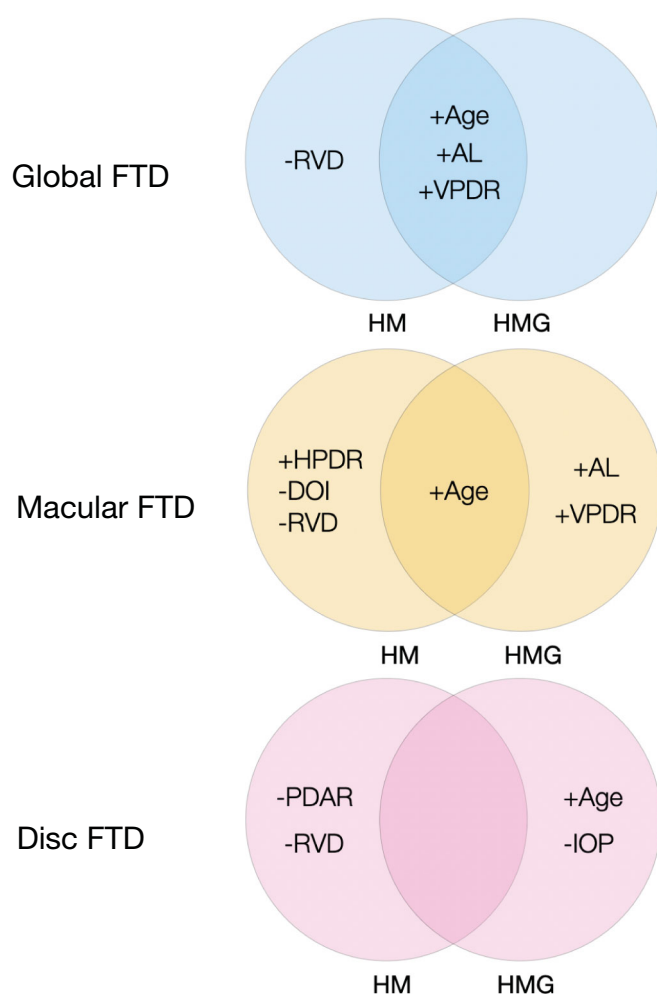 Global FTD
-RVD
+Age
+AL
+VPDR
HM
HMG
Macular FTD
+HPDR
-DOI
-RVD
+Age
+AL
+VPDR
HM
HMG
Disc FTD
-PDAR
-RVD
+Age
-IOP
HM
HMG